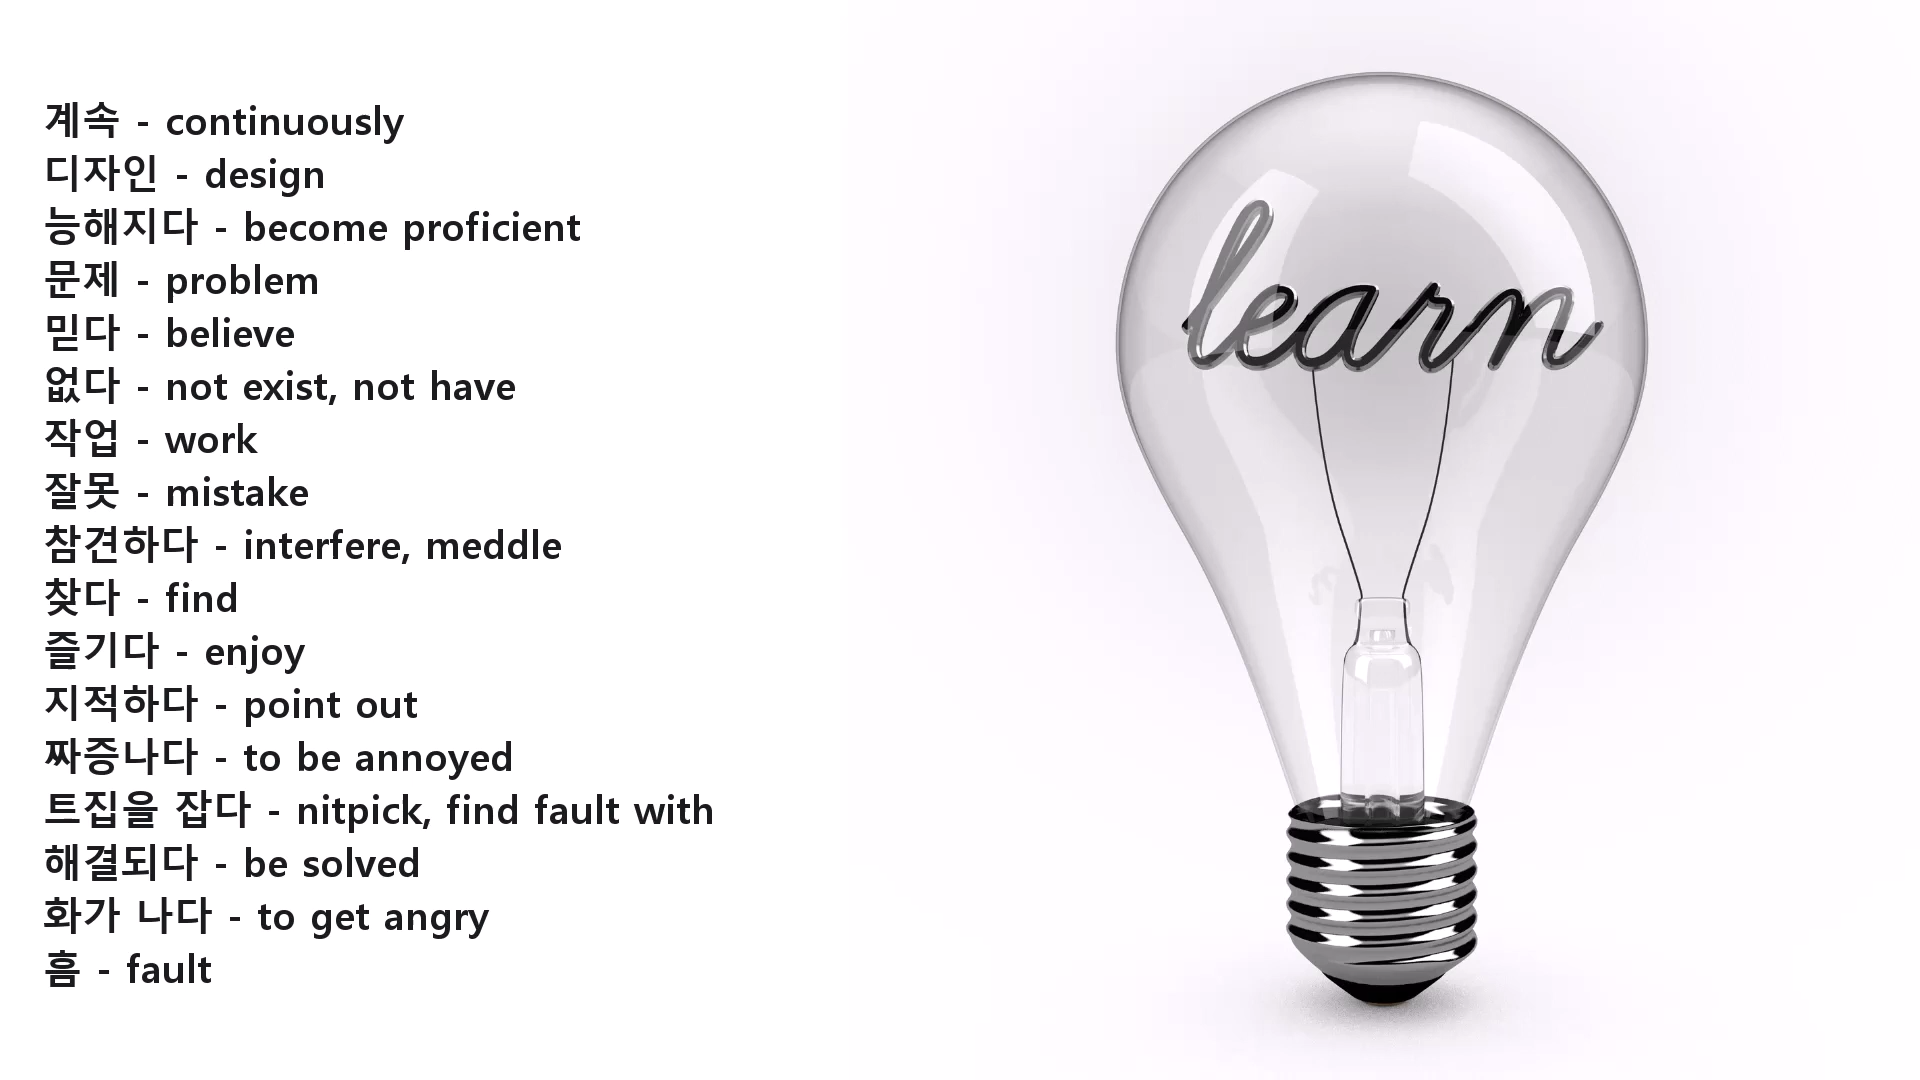 계속 - continuously
디자인 - design
능해지다 - become proficient
문제 - problem
믿다 - believe
없다 - not exist, not have
작업 - work
잘못 - mistake
참견하다 - interfere, meddle
찾다 - find
즐기다 - enjoy
지적하다 - point out
짜증나다 - to be annoyed
트집을 잡다 - nitpick, find fault with
해결되다 - be solved
화가 나다 - to get angry
흠 - fault
learn